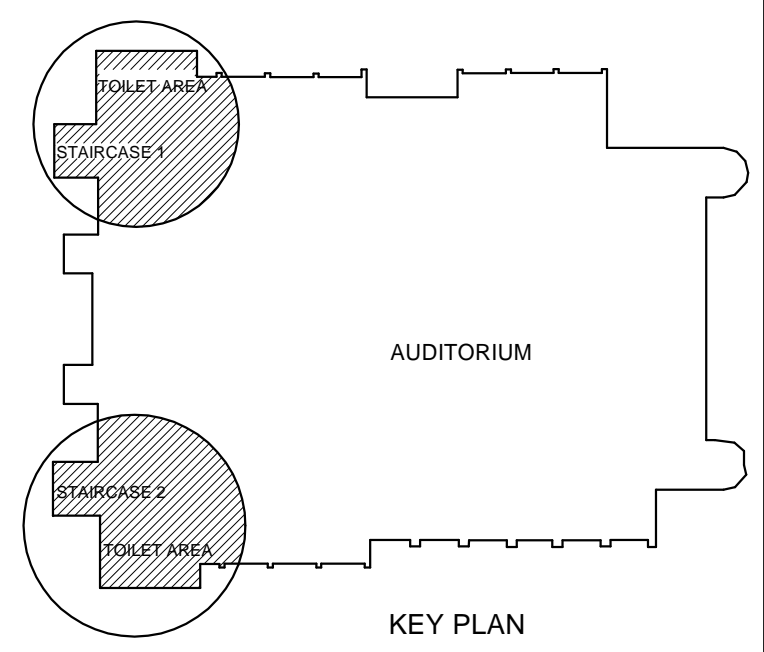 TOILET AREA
STAIRCASE 1
AUDITORIUM
STAIRCASE 2
TOILET AREA
KEY PLAN